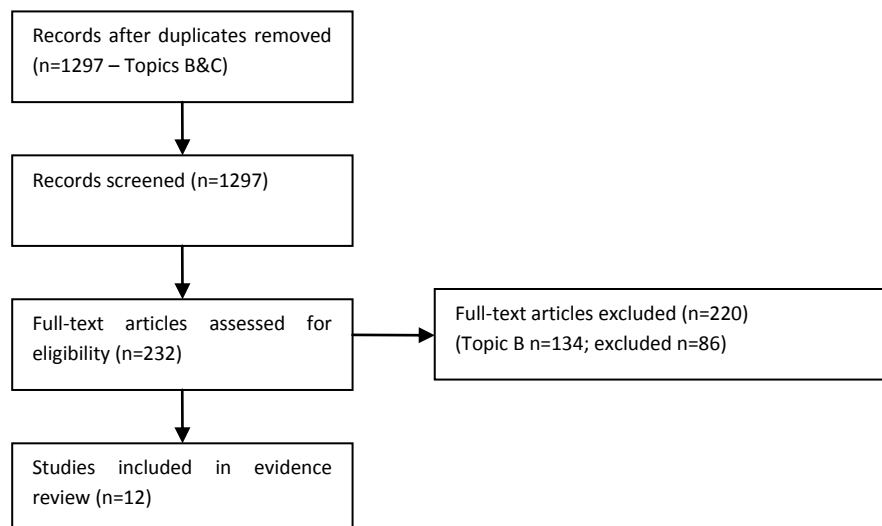 Records after duplicates removed
(n=1297 – Topics B&C)
Records screened (n=1297)
Full-text articles assessed for
eligibility (n=232)
Full-text articles excluded (n=220)
(Topic B n=134; excluded n=86)
Studies included in evidence
review (n=12)